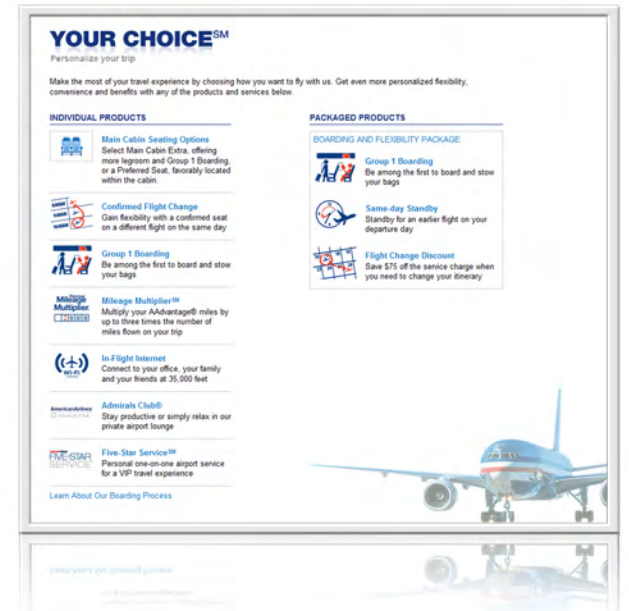 YOUR CHOICE℠
Personalize your trip
Make the most of your travel experience by choosing how you want to fly with us. Get even more personalized flexibility,
convenience and benefits with any of the products and services below.
INDIVIDUAL PRODUCTS
Main Cabin Seating Options
Select Main Cabin Extra, offering
more legroom and Group 1 Boarding,
or a Preferred Seat, favorably located
within the cabin.
Confirmed Flight Change
Gain flexibility with a confirmed seat
on a different flight on the same day
Group 1 Boarding
Be among the first to board and stow
your bags
Mileage
Multiplier
Mileage Multiplier℠
Multiply your AAdvantage® miles by
up to three times the number of
miles flown on your trip
Wi-Fi
In-Flight Internet
Connect to your office, your family
and your friends at 35,000 feet
AmericanAirlines
Admirals Club®
Stay productive or simply relax in our
private airport lounge
FIVE-STAR
SERVICE
Five-Star Service℠
Personal one-on-one airport service
for a VIP travel experience
Learn About Our Boarding Process
PACKAGED PRODUCTS
BOARDING AND FLEXIBILITY PACKAGE
Group 1 Boarding
Be among the first to board and stow
your bags
Same-day Standby
Standby for an earlier flight on your
departure day
Flight Change Discount
Save $75 off the service charge when
you need to change your itinerary